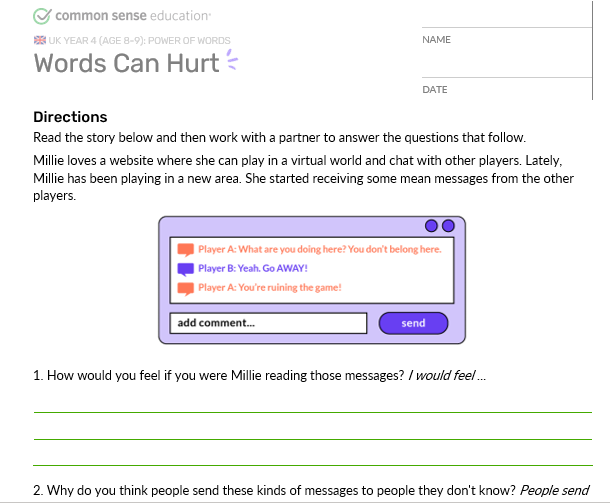 common sense education®
UK YEAR 4 (AGE 8-9): POWER OF WORDS
NAME
Words Can Hurt
DATE
Directions
Read the story below and then work with a partner to answer the questions that follow.
Millie loves a website where she can play in a virtual world and chat with other players. Lately,
Millie has been playing in a new area. She started receiving some mean messages from the other
players.
Player A: What are you doing here? You don't belong here.
Player B: Yeah. Go AWAY!
Player A: You're ruining the game!
add comment... send
1. How would you feel if you were Millie reading those messages? I would feel ...
2. Why do you think people send these kinds of messages to people they don't know? People send